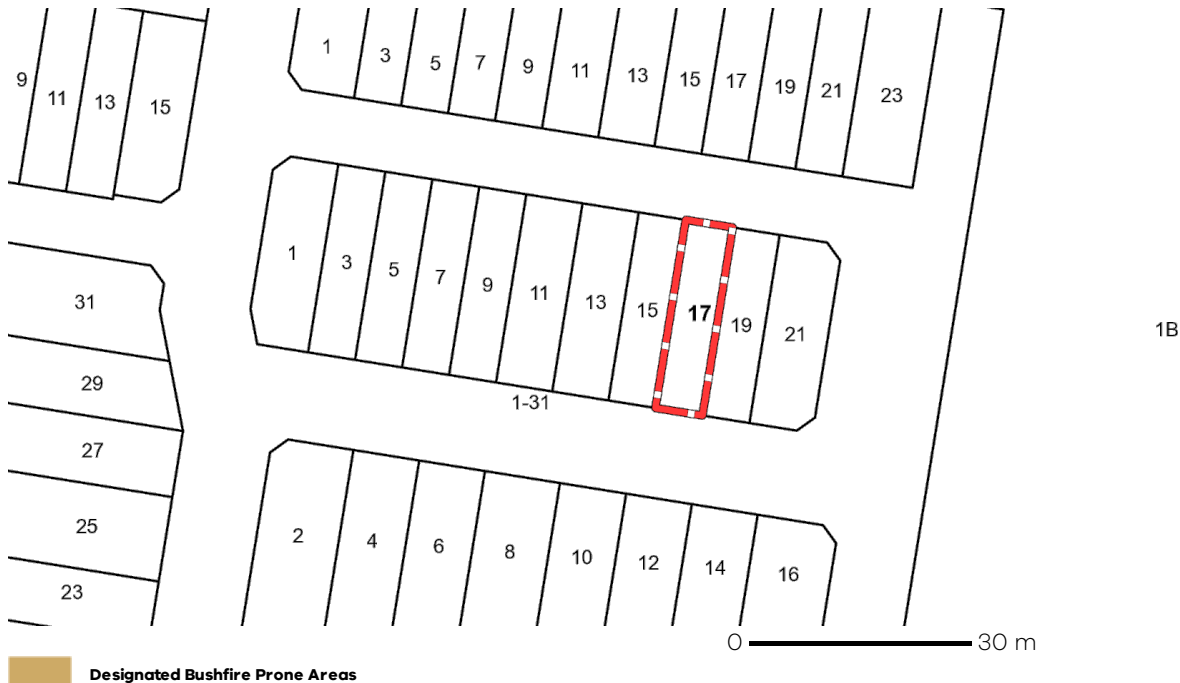 1 3 5 7 9 11 13 15 17 19 21 23
9 11 13 15
1 3 5 7 9 11 13 15 17 19 21
31
1B
29
1-31
27
25
2 4 6 8 10 12 14 16
23
0 30 m
Designated Bushfire Prone Areas